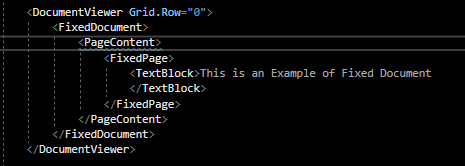 <DocumentViewer Grid.Row="0">
<FixedDocument>
<PageContent>
<FixedPage>
<TextBlock>This is an Example of Fixed Document
</TextBlock>
</FixedPage>
</PageContent>
</FixedDocument>
</DocumentViewer>